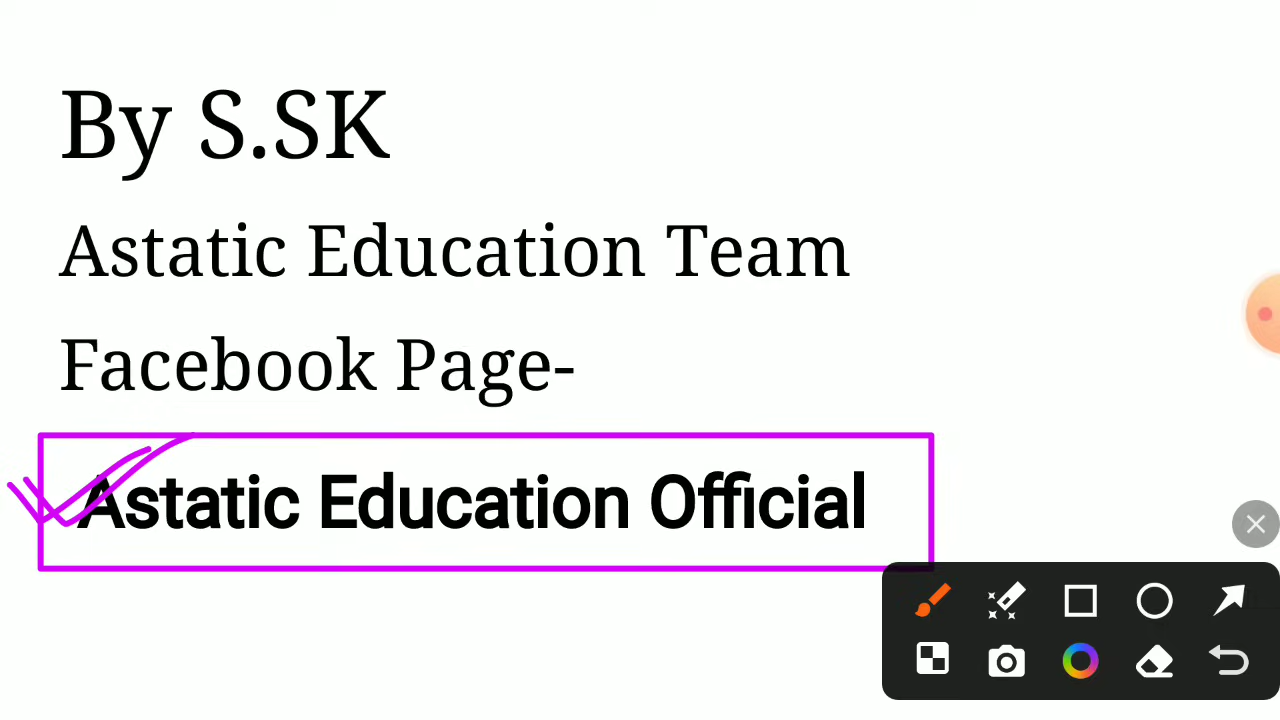 By S.SK
Astatic Education Team
Facebook Page-
Astatic Education Official